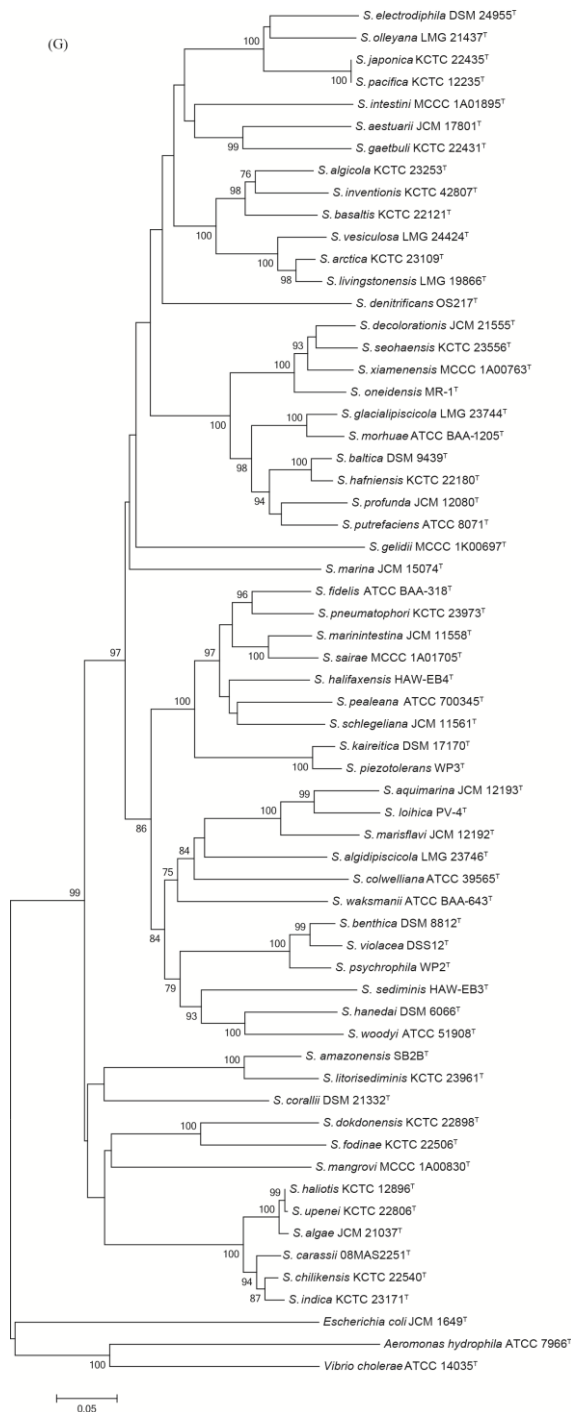 (G)
S. electrodiphila DSM 24955ᵀ
S. olleyana LMG 21437ᵀ
100
S. japonica KCTC 22435ᵀ
100
S. pacifica KCTC 12235ᵀ
S. intestini MCCC 1A01895ᵀ
S. aestuarii JCM 17801ᵀ
99
S. gaetbuli KCTC 22431ᵀ
S. algicola KCTC 23253ᵀ
76
S. inventionis KCTC 42807ᵀ
98
S. basaltis KCTC 22121ᵀ
100
S. vesiculosa LMG 24424ᵀ
100
S. arctica KCTC 23109ᵀ
98
S. livingstonensis LMG 19866ᵀ
S. denitrificans OS217ᵀ
S. decolorationis JCM 21555ᵀ
93
S. seohaensis KCTC 23556ᵀ
100
S. xiamenensis MCCC 1A00763ᵀ
S. oneidensis MR-1ᵀ
100
S. glacialipiscicola LMG 23744ᵀ
100
S. morhuae ATCC BAA-1205ᵀ
98
S. baltica DSM 9439ᵀ
100
S. hafniensis KCTC 22180ᵀ
94
S. profunda JCM 12080ᵀ
S. putrefaciens ATCC 8071ᵀ
S. gelidii MCCC 1K00697ᵀ
S. marina JCM 15074ᵀ
S. fidelis ATCC BAA-318ᵀ
96
S. pneumatophori KCTC 23973ᵀ
97
S. marinintestina JCM 11558ᵀ
97
100
S. sairae MCCC 1A01705ᵀ
S. halifaxensis HAW-EB4ᵀ
100
S. pealeana ATCC 700345ᵀ
S. schlegeliana JCM 11561ᵀ
S. kaireitica DSM 17170ᵀ
100
S. piezotolerans WP3ᵀ
S. aquimarina JCM 12193ᵀ
99
S. loihica PV-4ᵀ
100
86
S. marisflavi JCM 12192ᵀ
84
S. algidipiscicola LMG 23746ᵀ
75
S. colwelliana ATCC 39565ᵀ
99
S. waksmanii ATCC BAA-643ᵀ
84
S. benthica DSM 8812ᵀ
99
S. violacea DSS12ᵀ
100
S. psychrophila WP2ᵀ
79
S. sediminis HAW-EB3ᵀ
93
S. hanedai DSM 6066ᵀ
100
S. woodyi ATCC 51908ᵀ
S. amazonensis SB2Bᵀ
100
S. litorisediminis KCTC 23961ᵀ
S. corallii DSM 21332ᵀ
S. dokdonensis KCTC 22898ᵀ
100
S. fodinae KCTC 22506ᵀ
S. mangrovi MCCC 1A00830ᵀ
S. haliotis KCTC 12896ᵀ
99
S. upenei KCTC 22806ᵀ
100
S. algae JCM 21037ᵀ
100
S. carassii 08MAS2251ᵀ
94
S. chilikensis KCTC 22540ᵀ
87
S. indica KCTC 23171ᵀ
Escherichia coli JCM 1649ᵀ
Aeromonas hydrophila ATCC 7966ᵀ
100
Vibrio cholerae ATCC 14035ᵀ
0.05